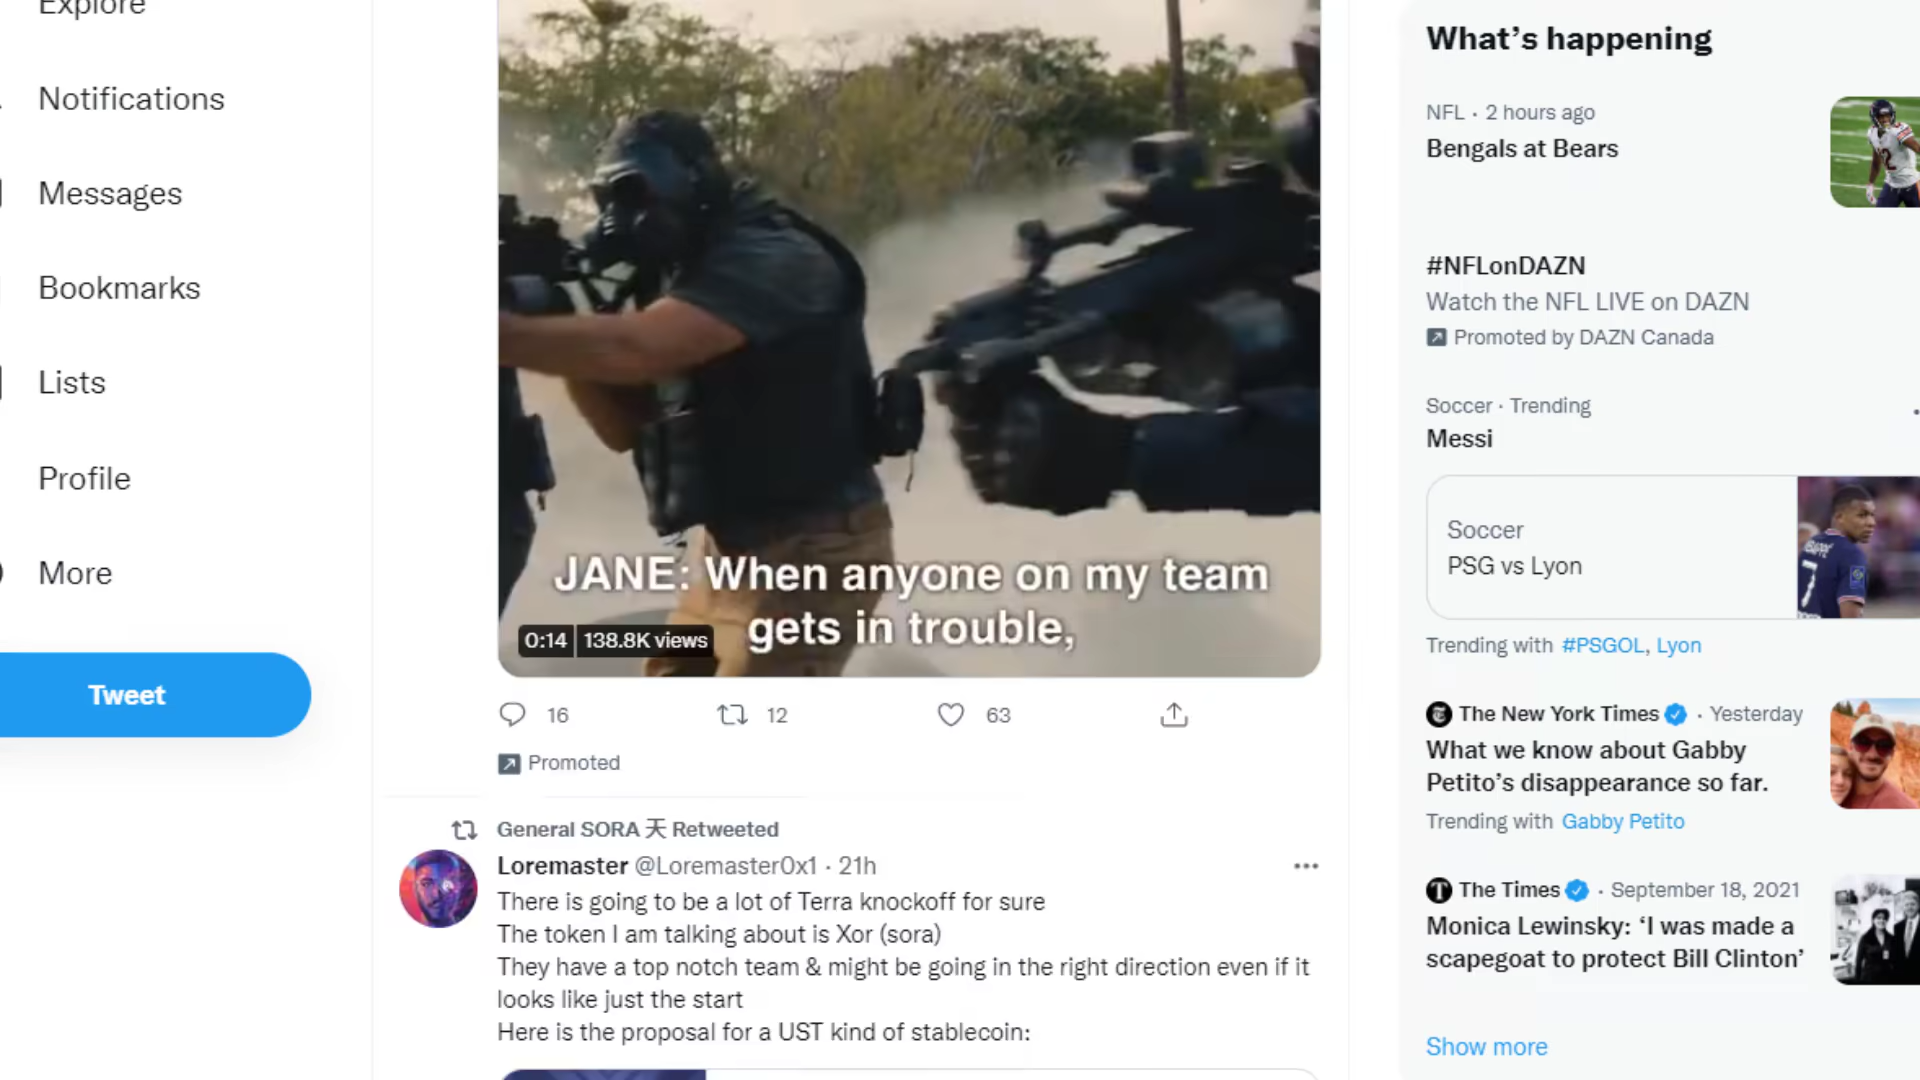 Explore
Notifications
Messages
Bookmarks
Lists
Profile
More
Tweet
JANE: When anyone on my team
gets in trouble,
0:14 138.8K views
16 12 63
Promoted
General SORA 天 Retweeted
Loremaster @Loremaster0x1 · 21h
There is going to be a lot of Terra knockoff for sure
The token I am talking about is Xor (sora)
They have a top notch team & might be going in the right direction even if it
looks like just the start
Here is the proposal for a UST kind of stablecoin:
What's happening
NFL · 2 hours ago
Bengals at Bears
#NFLonDAZN
Watch the NFL LIVE on DAZN
Promoted by DAZN Canada
Soccer · Trending
Messi
Soccer
PSG vs Lyon
Trending with #PSGOL, Lyon
The New York Times · Yesterday
What we know about Gabby
Petito's disappearance so far.
Trending with Gabby Petito
The Times · September 18, 2021
Monica Lewinsky: ‘I was made a
scapegoat to protect Bill Clinton’
Show more